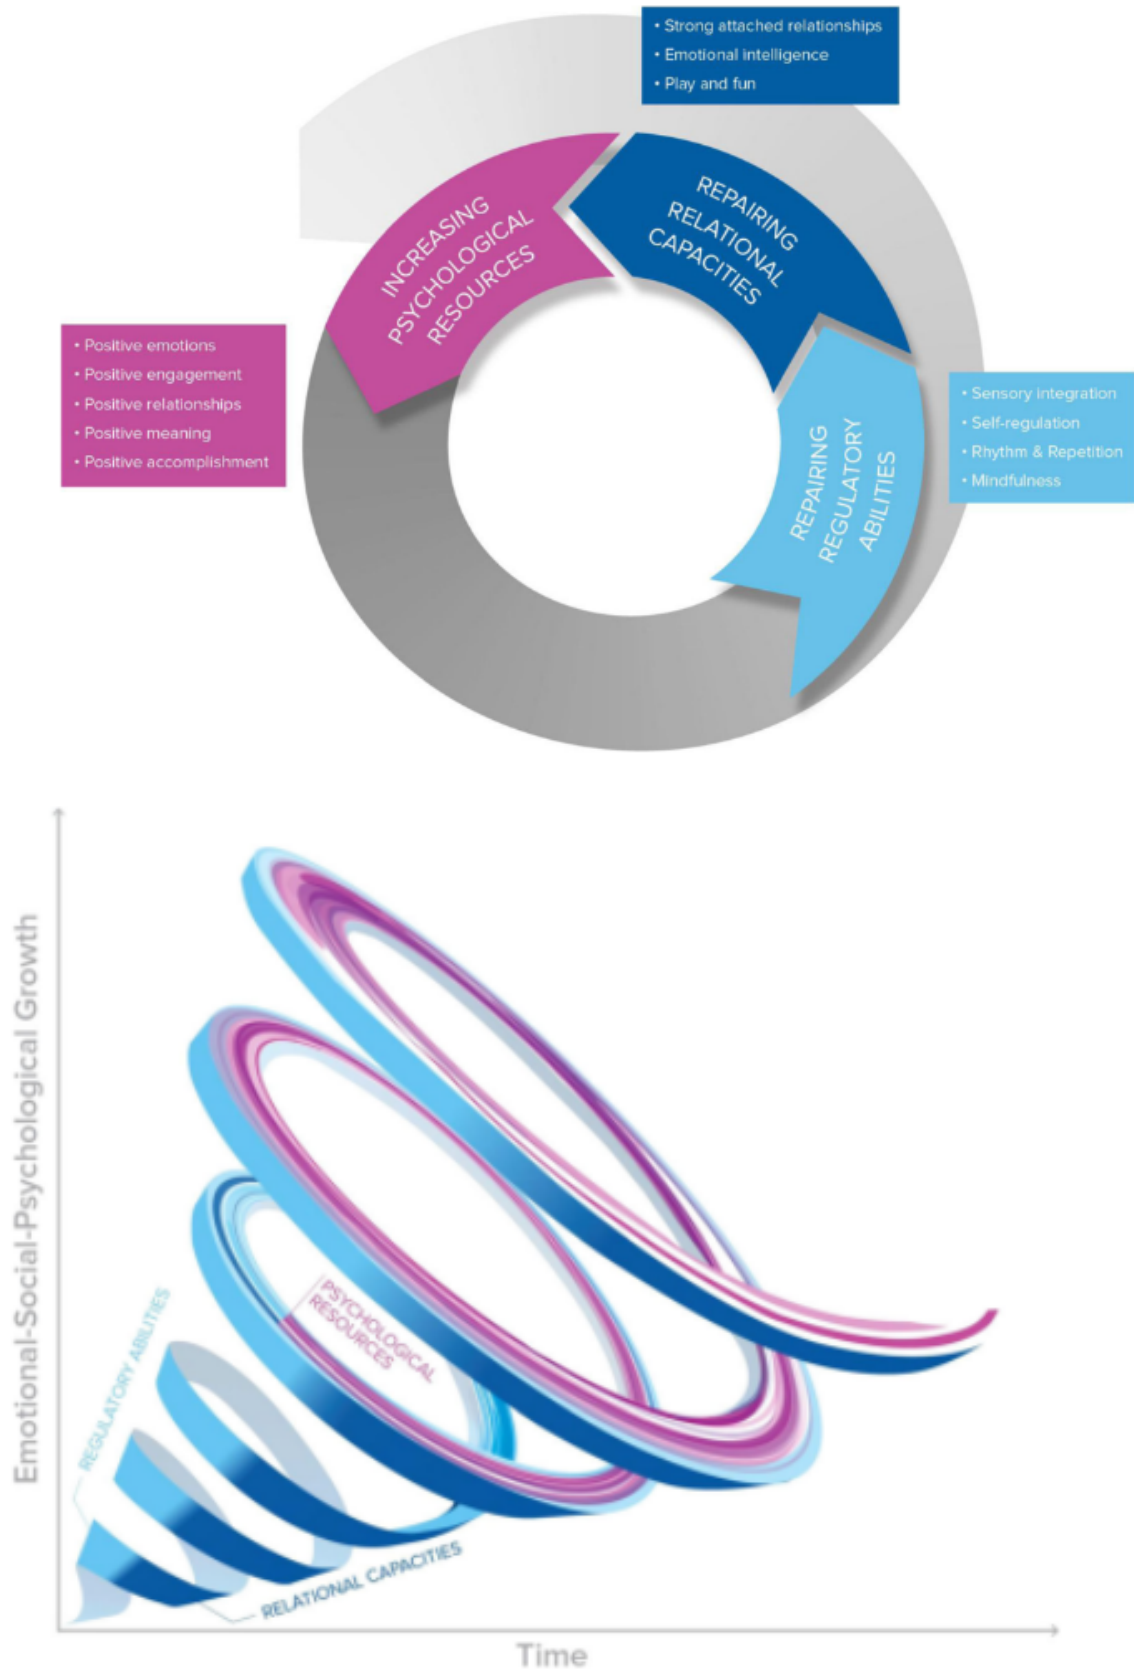 • Strong attached relationships
• Emotional intelligence
• Play and fun
INCREASING
PSYCHOLOGICAL
RESOURCES
REPAIRING
RELATIONAL
CAPACITIES
• Positive emotions
• Positive engagement
• Positive relationships
• Positive meaning
• Positive accomplishment
REPAIRING
REGULATORY
ABILITIES
• Sensory integration
• Self-regulation
• Rhythm & Repetition
• Mindfulness
Emotional-Social-Psychological Growth
REGULATORY ABILITIES
PSYCHOLOGICAL
RESOURCES
RELATIONAL CAPACITIES
Time